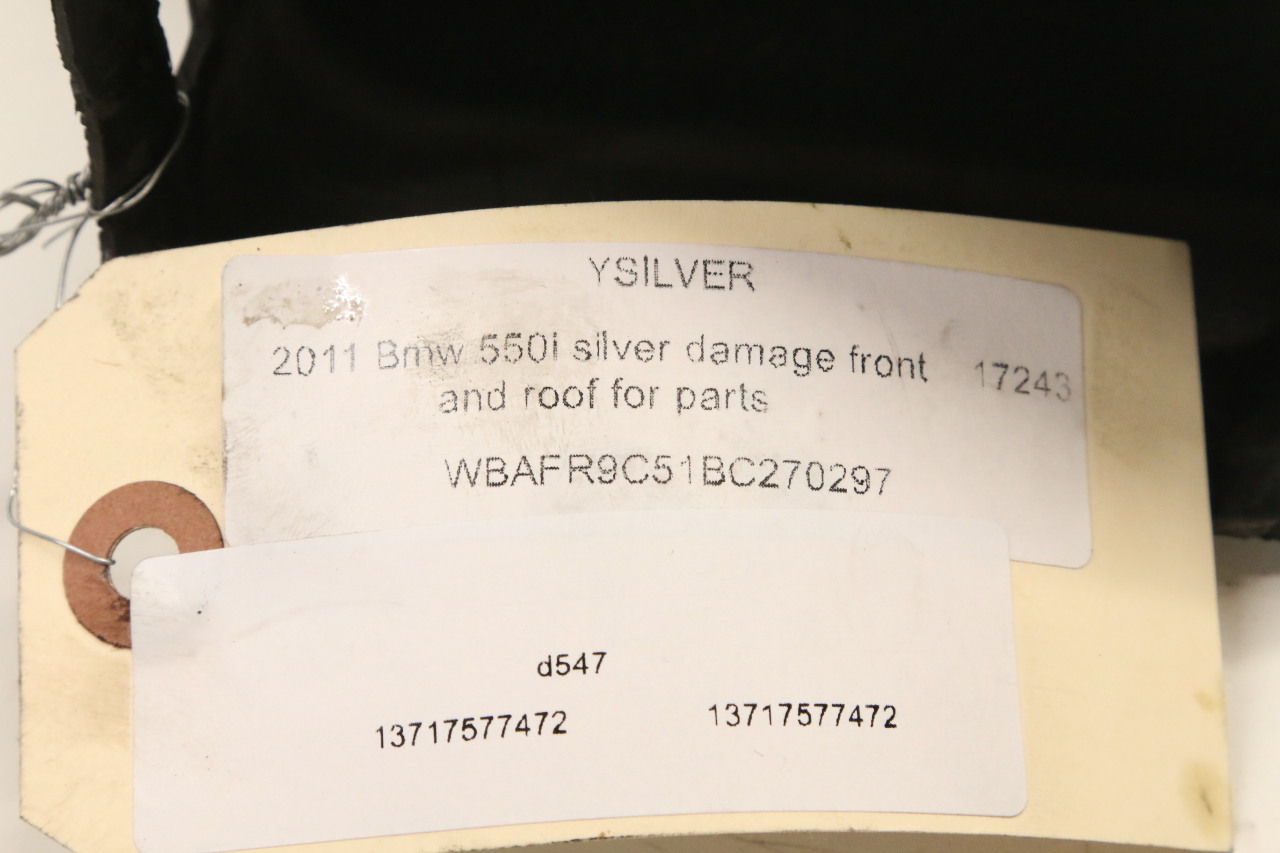 YSILVER
2011 Bmw 550i silver damage front 17243
and roof for parts
WBAFR9C51BC270297
d547
13717577472 13717577472